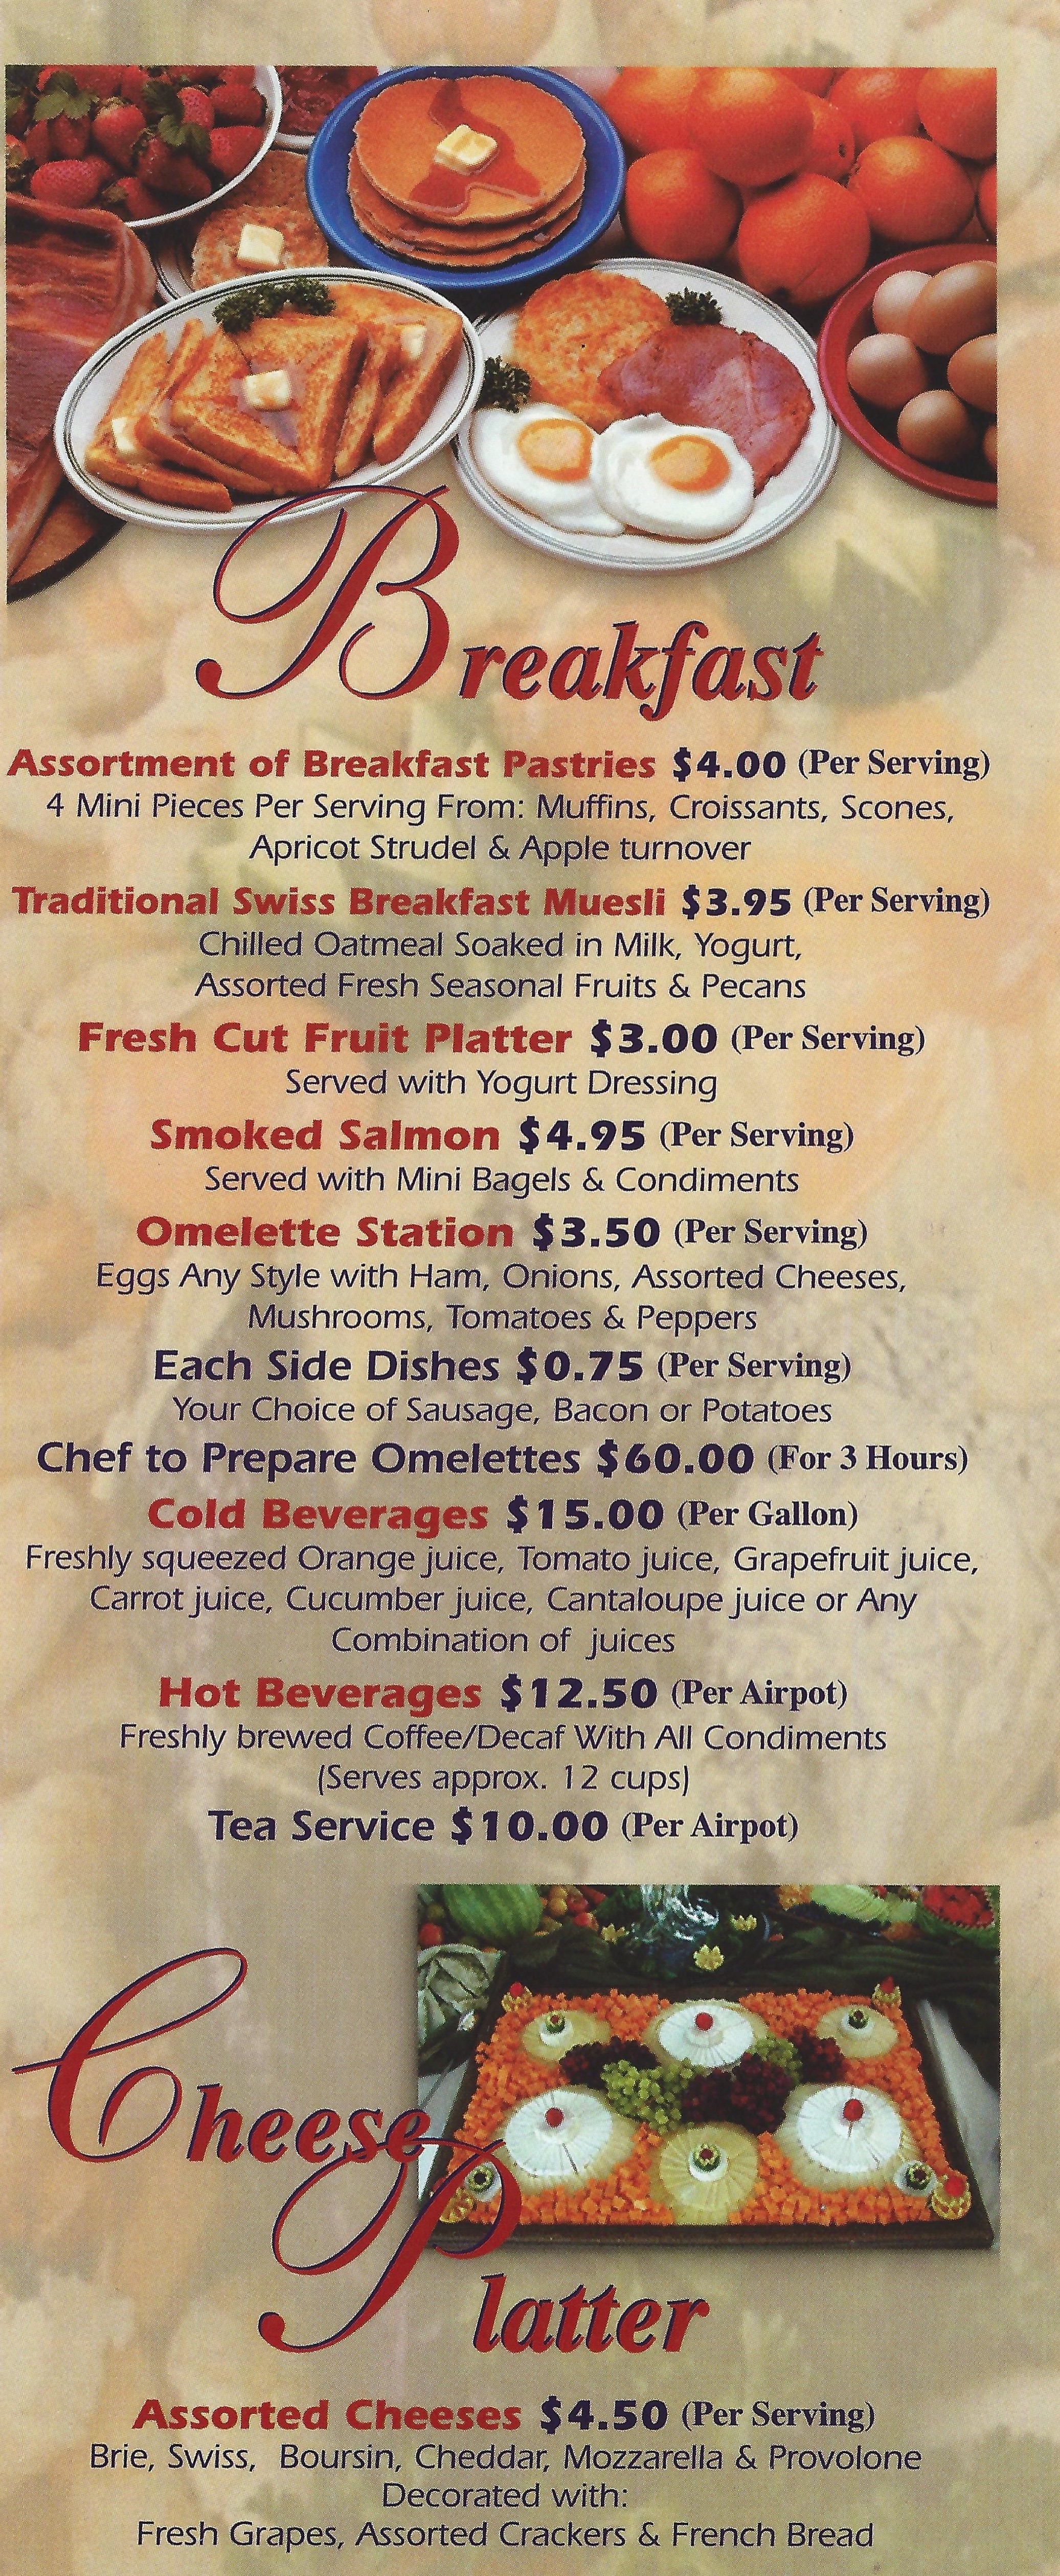 Breakfast
Assortment of Breakfast Pastries $4.00 (Per Serving)
4 Mini Pieces Per Serving From: Muffins, Croissants, Scones,
Apricot Strudel & Apple turnover
Traditional Swiss Breakfast Muesli $3.95 (Per Serving)
Chilled Oatmeal Soaked in Milk, Yogurt,
Assorted Fresh Seasonal Fruits & Pecans
Fresh Cut Fruit Platter $3.00 (Per Serving)
Served with Yogurt Dressing
Smoked Salmon $4.95 (Per Serving)
Served with Mini Bagels & Condiments
Omelette Station $3.50 (Per Serving)
Eggs Any Style with Ham, Onions, Assorted Cheeses,
Mushrooms, Tomatoes & Peppers
Each Side Dishes $0.75 (Per Serving)
Your Choice of Sausage, Bacon or Potatoes
Chef to Prepare Omelettes $60.00 (For 3 Hours)
Cold Beverages $15.00 (Per Gallon)
Freshly squeezed Orange juice, Tomato juice, Grapefruit juice,
Carrot juice, Cucumber juice, Cantaloupe juice or Any
Combination of juices
Hot Beverages $12.50 (Per Airpot)
Freshly brewed Coffee/Decaf With All Condiments
(Serves approx. 12 cups)
Tea Service $10.00 (Per Airpot)
Cheese
Platter
Assorted Cheeses $4.50 (Per Serving)
Brie, Swiss, Boursin, Cheddar, Mozzarella & Provolone
Decorated with:
Fresh Grapes, Assorted Crackers & French Bread